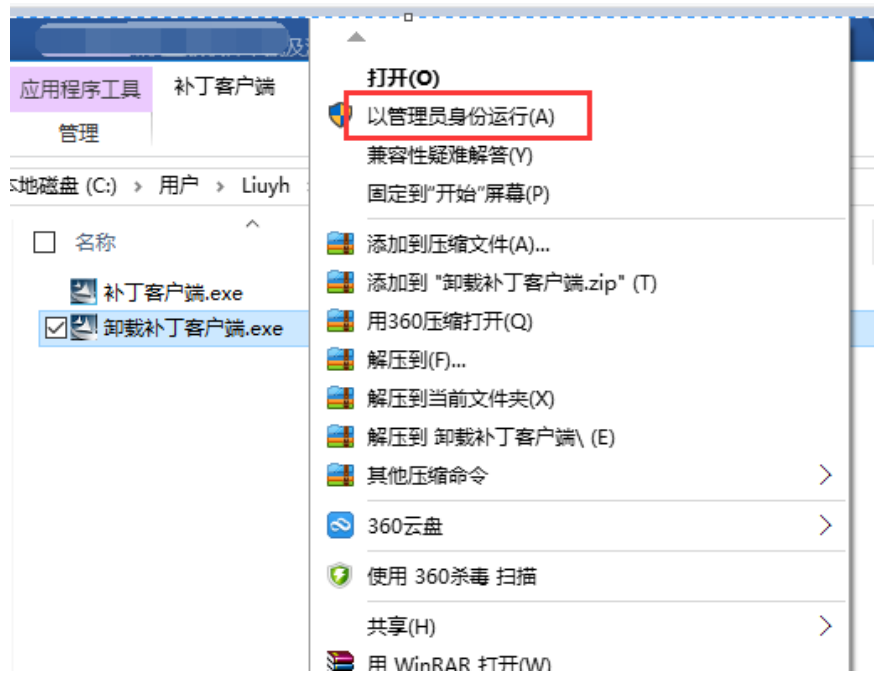 及
应用程序工具
补丁客户端
管理
本地磁盘 (C:) › 用户 › Liuyh
名称
补丁客户端.exe
卸载补丁客户端.exe
打开(O)
以管理员身份运行(A)
兼容性疑难解答(Y)
固定到"开始"屏幕(P)
添加到压缩文件(A)...
添加到 "卸载补丁客户端.zip" (T)
用360压缩打开(Q)
解压到(F)...
解压到当前文件夹(X)
解压到 卸载补丁客户端\ (E)
其他压缩命令
360云盘
使用 360杀毒 扫描
共享(H)
用 WinRAR 打开(W)